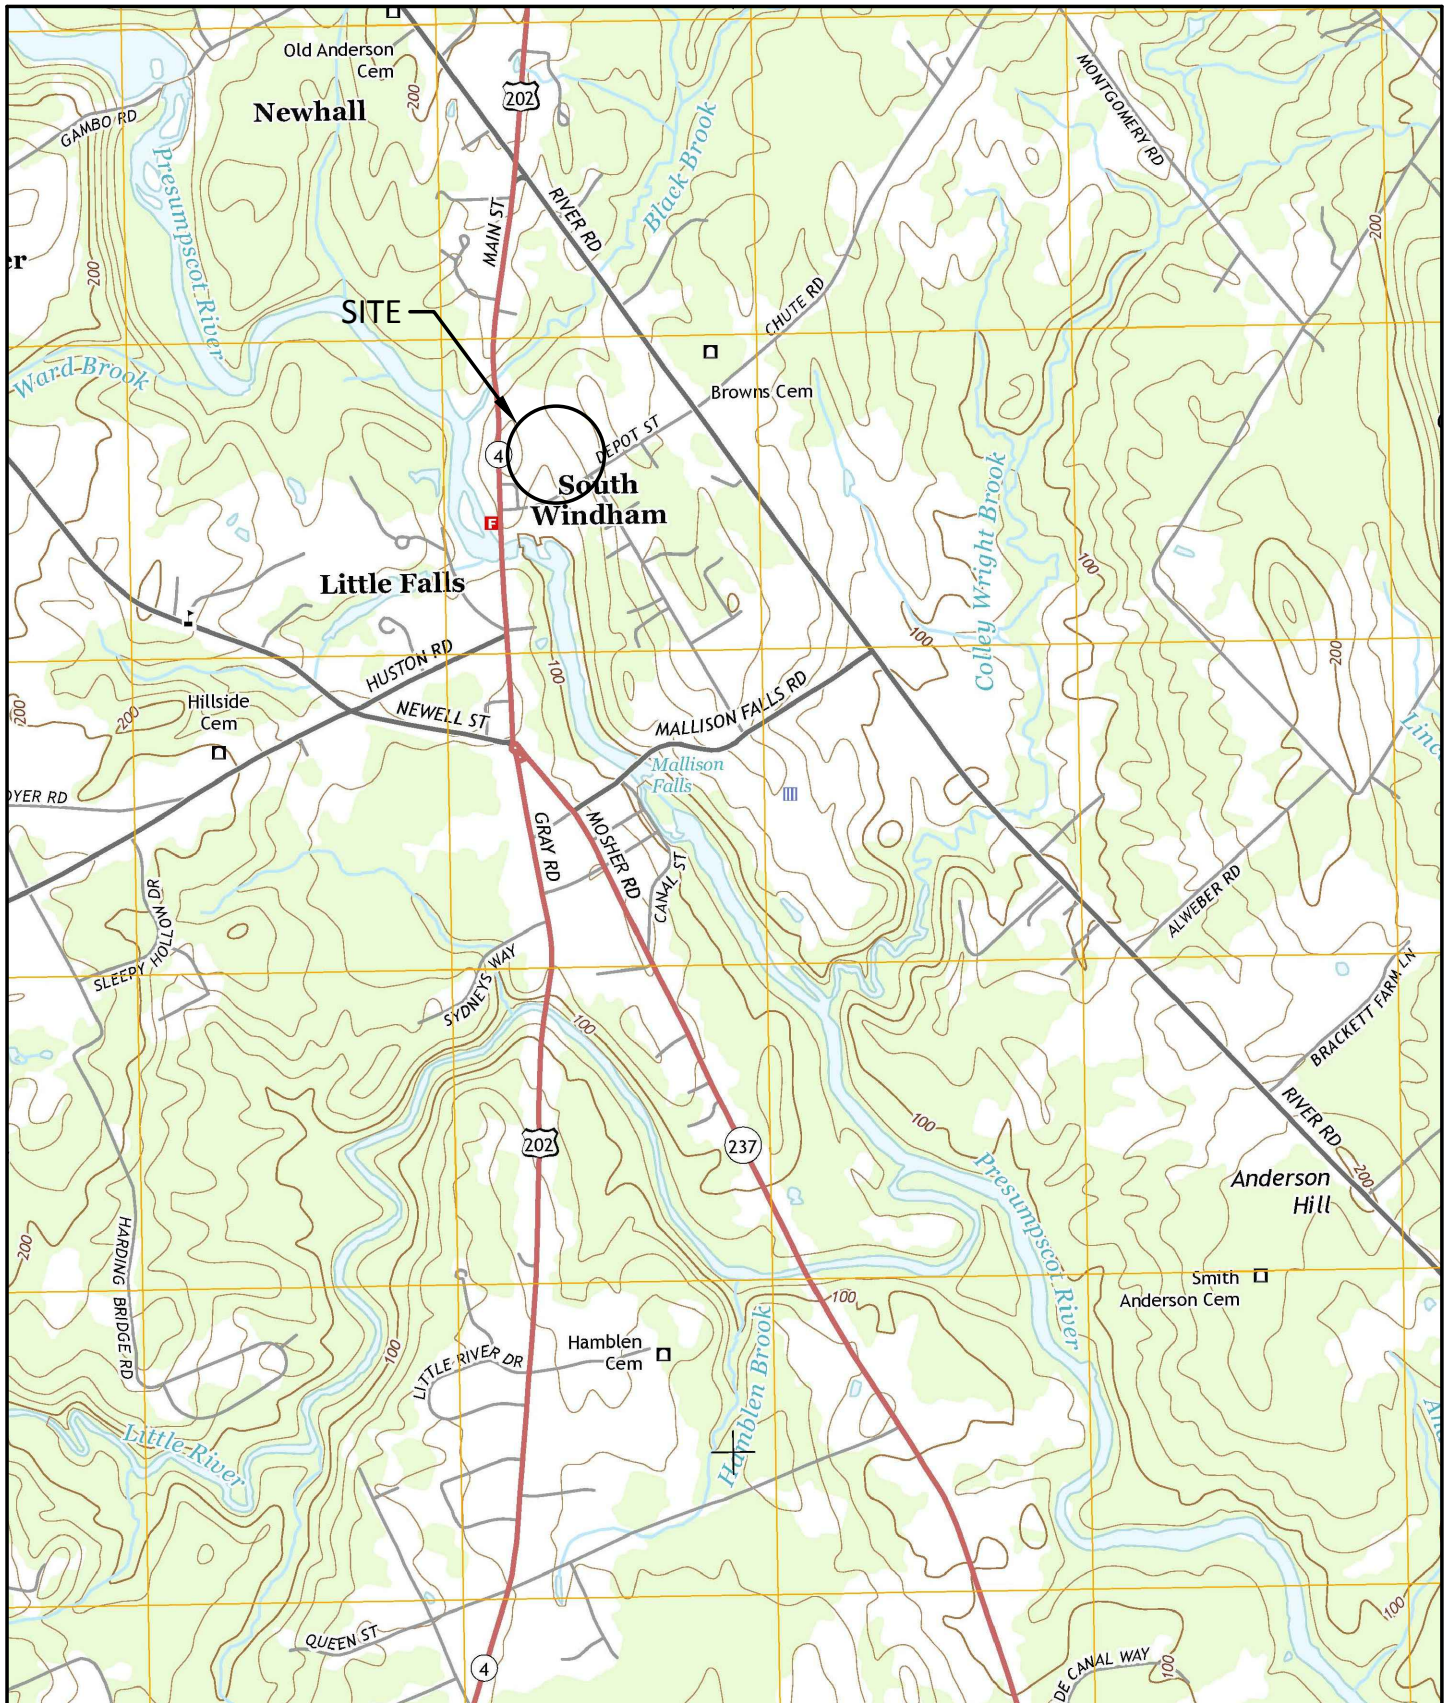 Old Anderson
Cem
Newhall
200
202
GAMBO RD
MONTGOMERY RD
Black Brook
Presumpscot River
MAIN ST
RIVER RD
200
200
er
SITE
CHUTE RD
Ward Brook
Browns Cem
DEPOT ST
4
South
Windham
F
Colley Wright Brook
100
Little Falls
HUSTON RD
100
100
200
200
200
Hillside
Cem
NEWELL ST
MALLISON FALLS RD
Mallison
Falls
Linc
DYER RD
GRAY RD
MOSHER RD
CANAL ST
ALWEBER RD
SLEEPY HOLLOW DR
SYDNEYS WAY
100
BRACKETT FARM LN
RIVER RD
100
202
237
Presumpscot River
200
Anderson
Hill
200
HARDING BRIDGE RD
Smith
Anderson Cem
100
100
Hamblen
Cem
LITTLE RIVER DR
Hamblen Brook
Little River
100
QUEEN ST
4
DE CANAL WAY
100